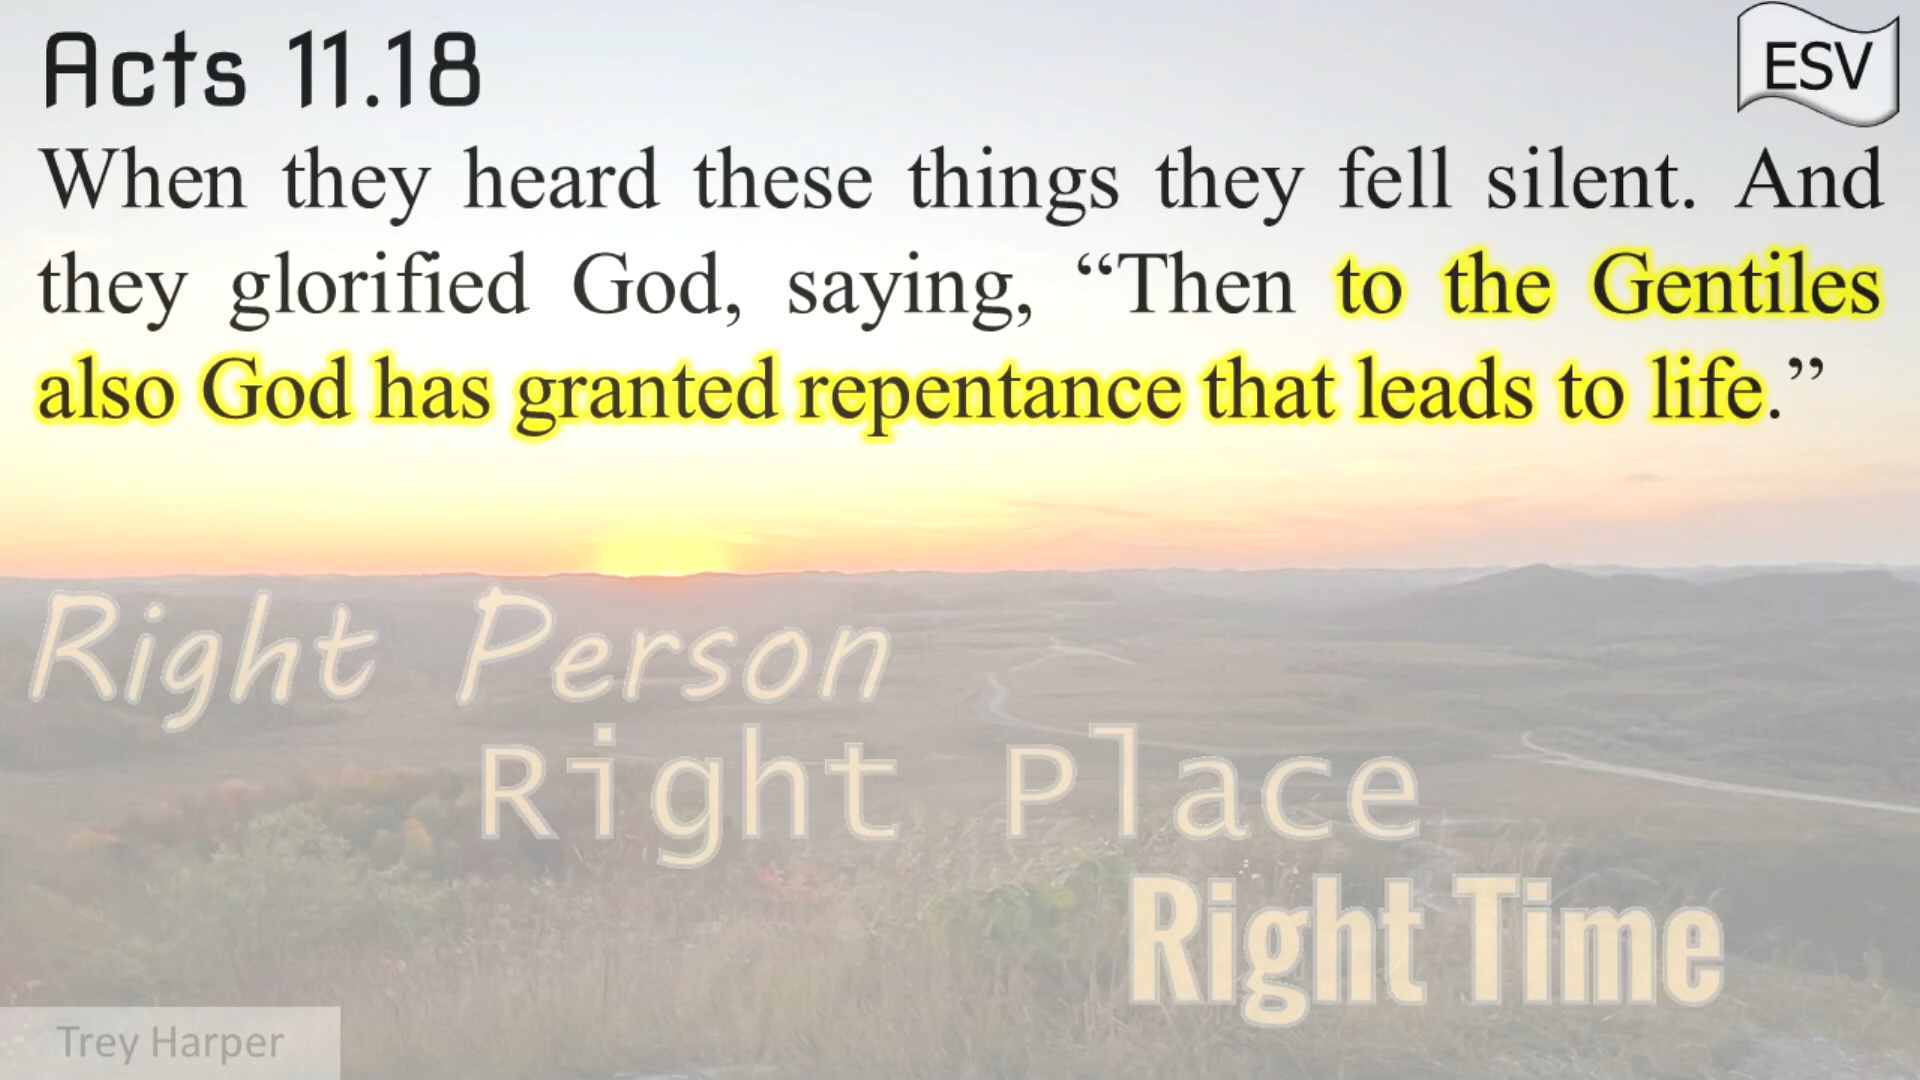 Acts 11.18
ESV
When they heard these things they fell silent. And
they glorified God, saying, “Then to the Gentiles
also God has granted repentance that leads to life.”
Right Person
Right Place
Right Time
Trey Harper